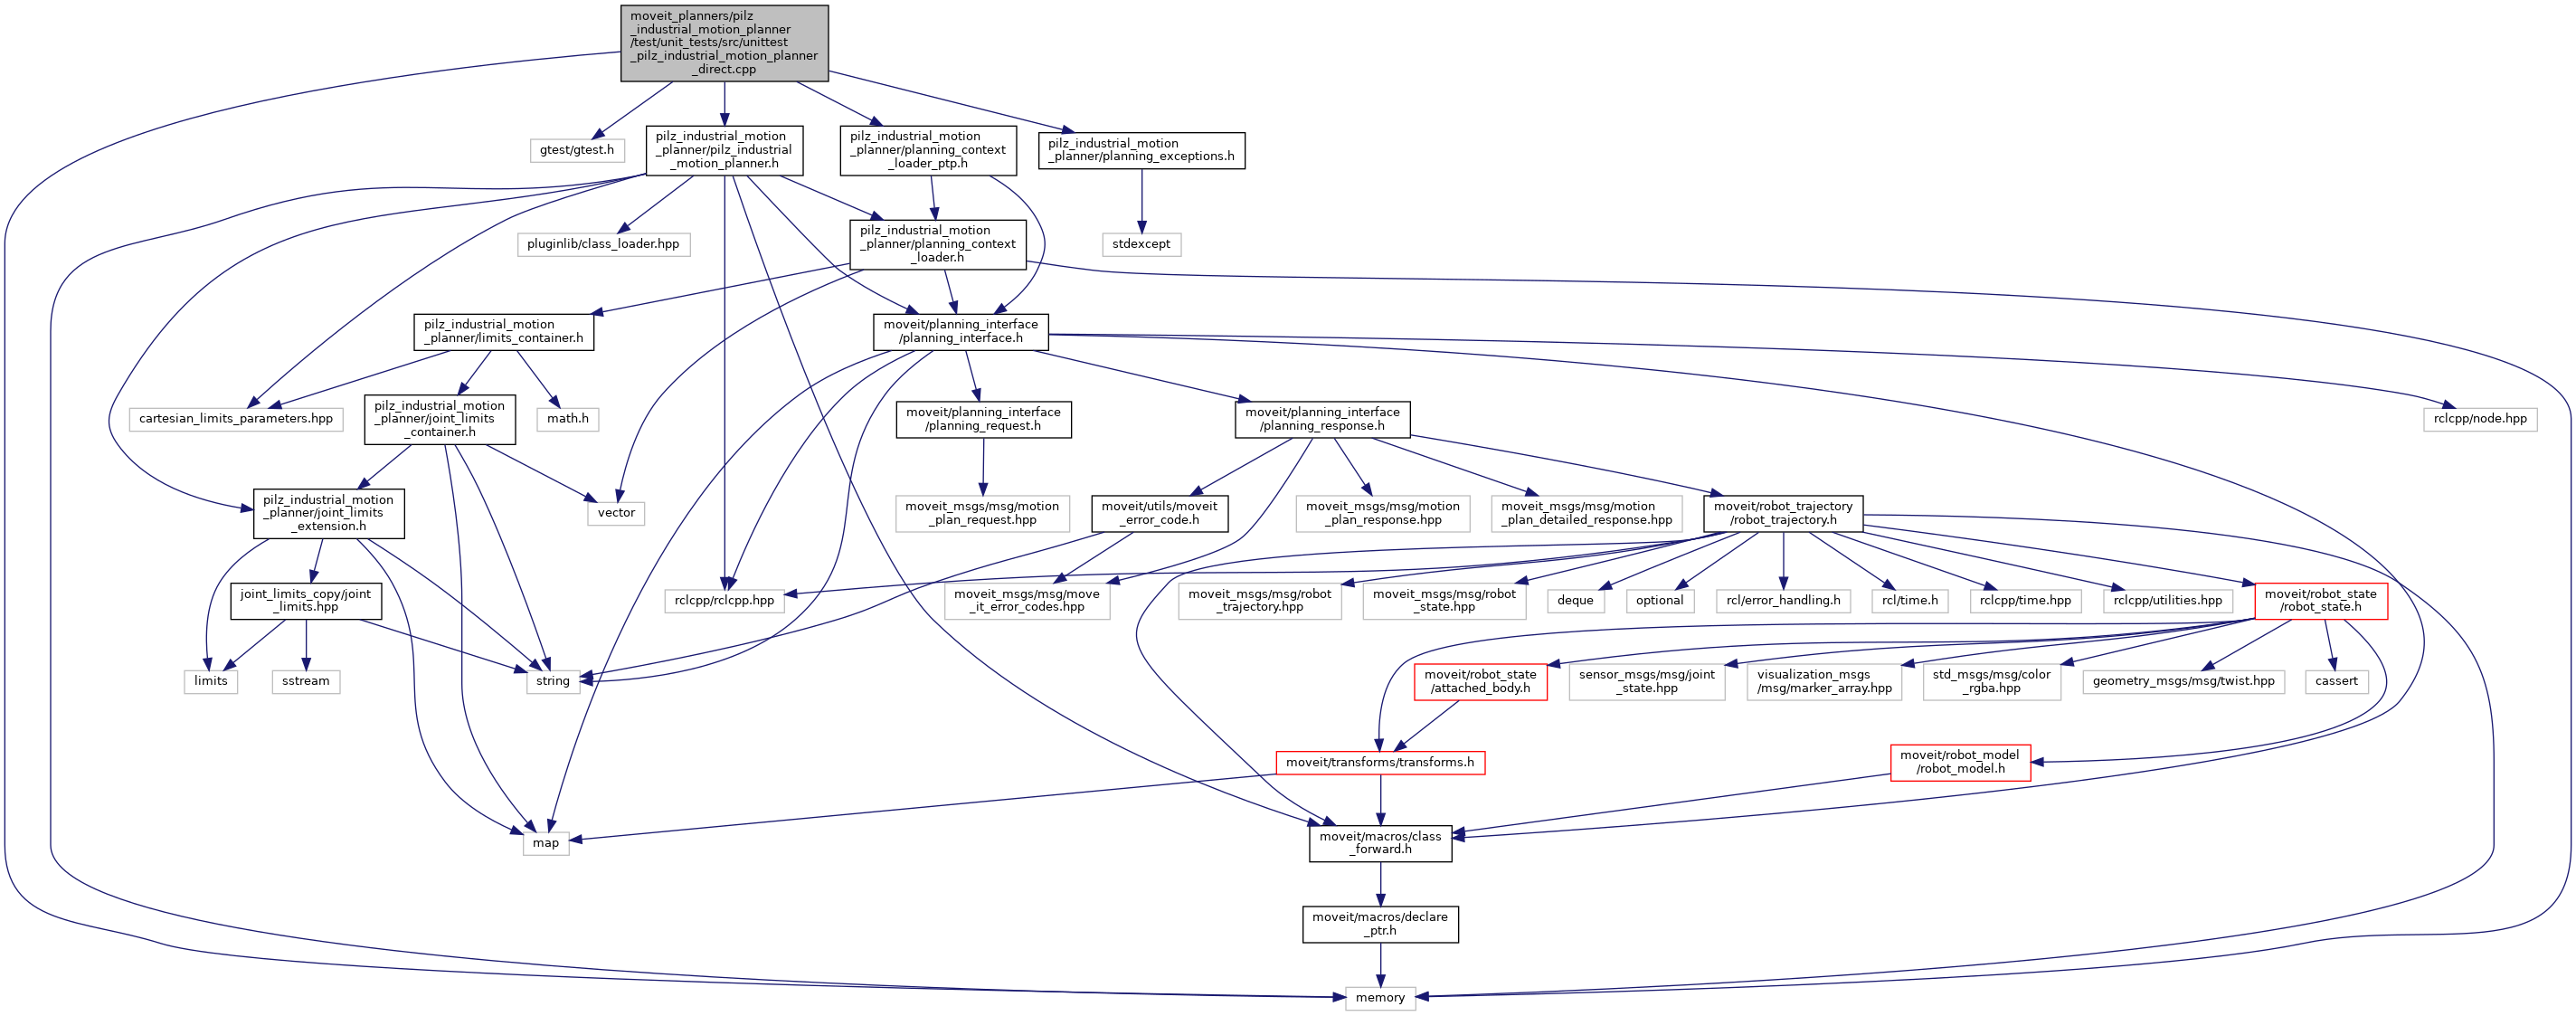 moveit_planners/pilz
_industrial_motion_planner
/test/unit_tests/src/unittest
_pilz_industrial_motion_planner
_direct.cpp
gtest/gtest.h
pilz_industrial_motion
_planner/pilz_industrial
_motion_planner.h
pilz_industrial_motion
_planner/planning_context
_loader_ptp.h
pilz_industrial_motion
_planner/planning_exceptions.h
pluginlib/class_loader.hpp
pilz_industrial_motion
_planner/planning_context
_loader.h
stdexcept
pilz_industrial_motion
_planner/limits_container.h
moveit/planning_interface
/planning_interface.h
cartesian_limits_parameters.hpp
pilz_industrial_motion
_planner/joint_limits
_container.h
math.h
moveit/planning_interface
/planning_request.h
moveit/planning_interface
/planning_response.h
rclcpp/node.hpp
pilz_industrial_motion
_planner/joint_limits
_extension.h
vector
moveit_msgs/msg/motion
_plan_request.hpp
moveit/utils/moveit
_error_code.h
moveit_msgs/msg/motion
_plan_response.hpp
moveit_msgs/msg/motion
_plan_detailed_response.hpp
moveit/robot_trajectory
/robot_trajectory.h
joint_limits_copy/joint
_limits.hpp
rclcpp/rclcpp.hpp
moveit_msgs/msg/move
_it_error_codes.hpp
moveit_msgs/msg/robot
_trajectory.hpp
moveit_msgs/msg/robot
_state.hpp
deque
optional
rcl/error_handling.h
rcl/time.h
rclcpp/time.hpp
rclcpp/utilities.hpp
moveit/robot_state
/robot_state.h
limits
sstream
string
moveit/robot_state
/attached_body.h
sensor_msgs/msg/joint
_state.hpp
visualization_msgs
/msg/marker_array.hpp
std_msgs/msg/color
_rgba.hpp
geometry_msgs/msg/twist.hpp
cassert
moveit/transforms/transforms.h
moveit/robot_model
/robot_model.h
map
moveit/macros/class
_forward.h
moveit/macros/declare
_ptr.h
memory